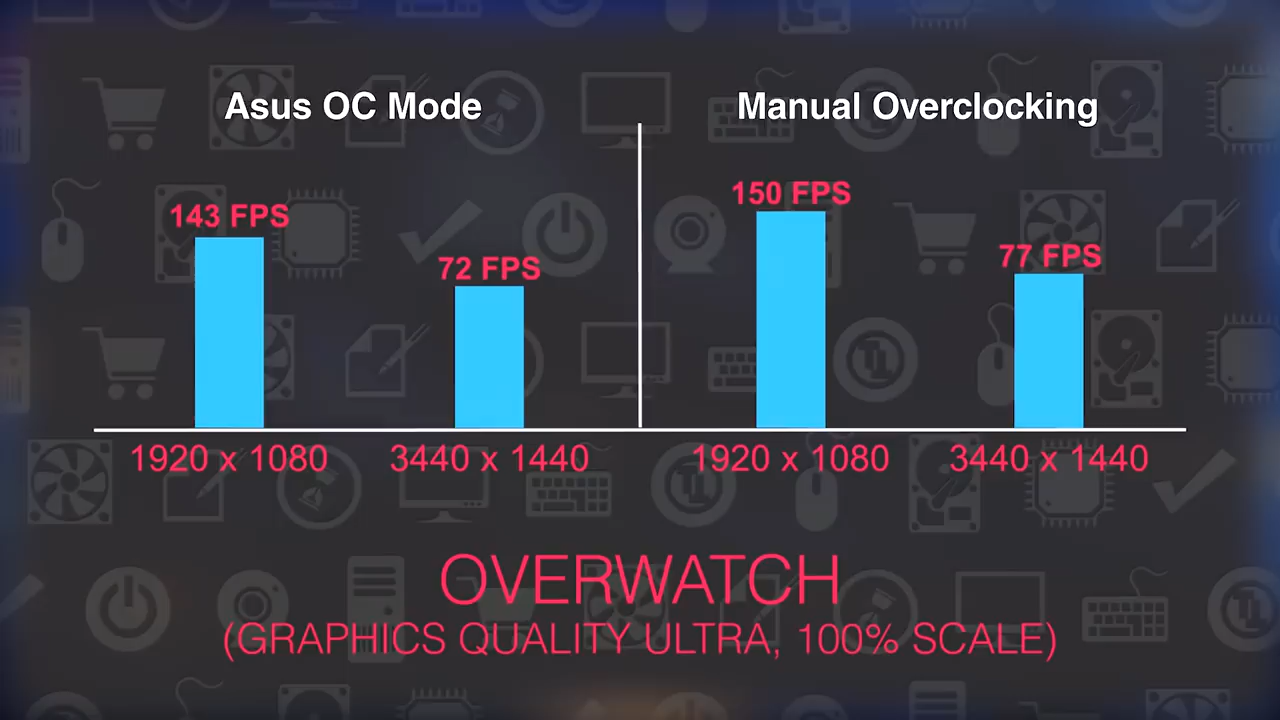 Asus OC Mode
Manual Overclocking
143 FPS
72 FPS
150 FPS
77 FPS
1920 x 1080
3440 x 1440
1920 x 1080
3440 x 1440
OVERWATCH
(GRAPHICS QUALITY ULTRA, 100% SCALE)